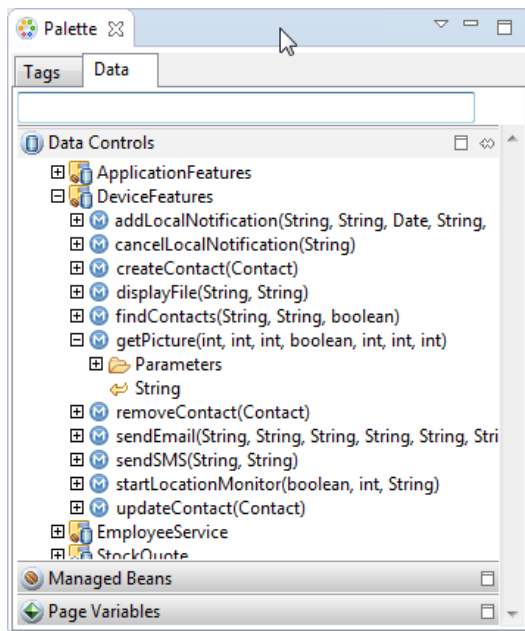 Palette
Tags Data
Data Controls
ApplicationFeatures
DeviceFeatures
addLocalNotification(String, String, Date, String,
cancelLocalNotification(String)
createContact(Contact)
displayFile(String, String)
findContacts(String, String, boolean)
getPicture(int, int, int, boolean, int, int, int)
Parameters
String
removeContact(Contact)
sendEmail(String, String, String, String, String, Stri
sendSMS(String, String)
startLocationMonitor(boolean, int, String)
updateContact(Contact)
EmployeeService
StockQuote
Managed Beans
Page Variables